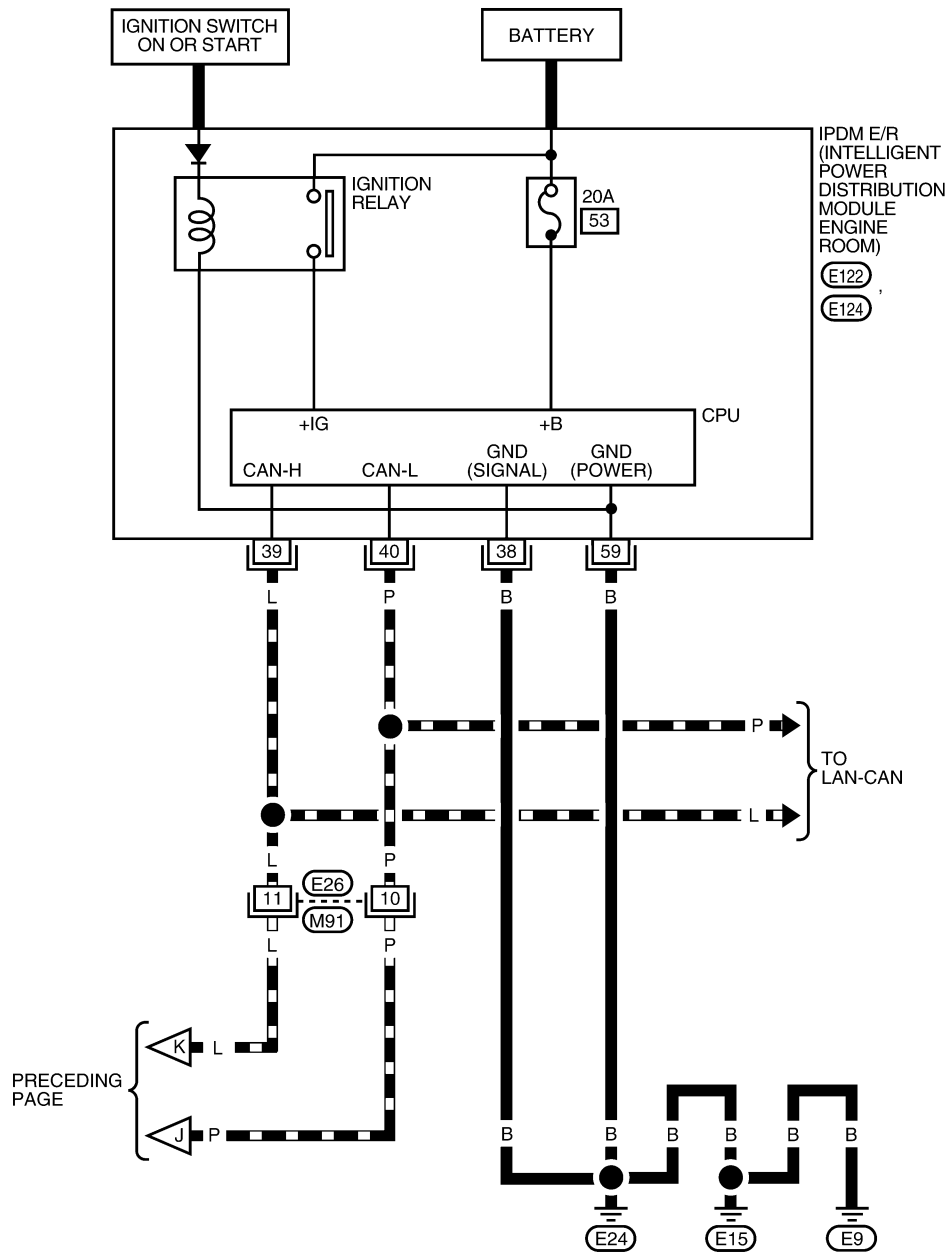 IGNITION SWITCH
ON OR START
BATTERY
IPDM E/R
(INTELLIGENT
POWER
DISTRIBUTION
MODULE
ENGINE
ROOM)
E122 ,
E124
IGNITION
RELAY
20A
53
CPU
+IG
+B
CAN-H
CAN-L
GND
(SIGNAL)
GND
(POWER)
39
40
38
59
L
P
B
B
P
TO
LAN-CAN
L
L
P
11
E26
10
M91
L
P
K
L
PRECEDING
PAGE
J
P
B
B
B
B
B
B
E24
E15
E9